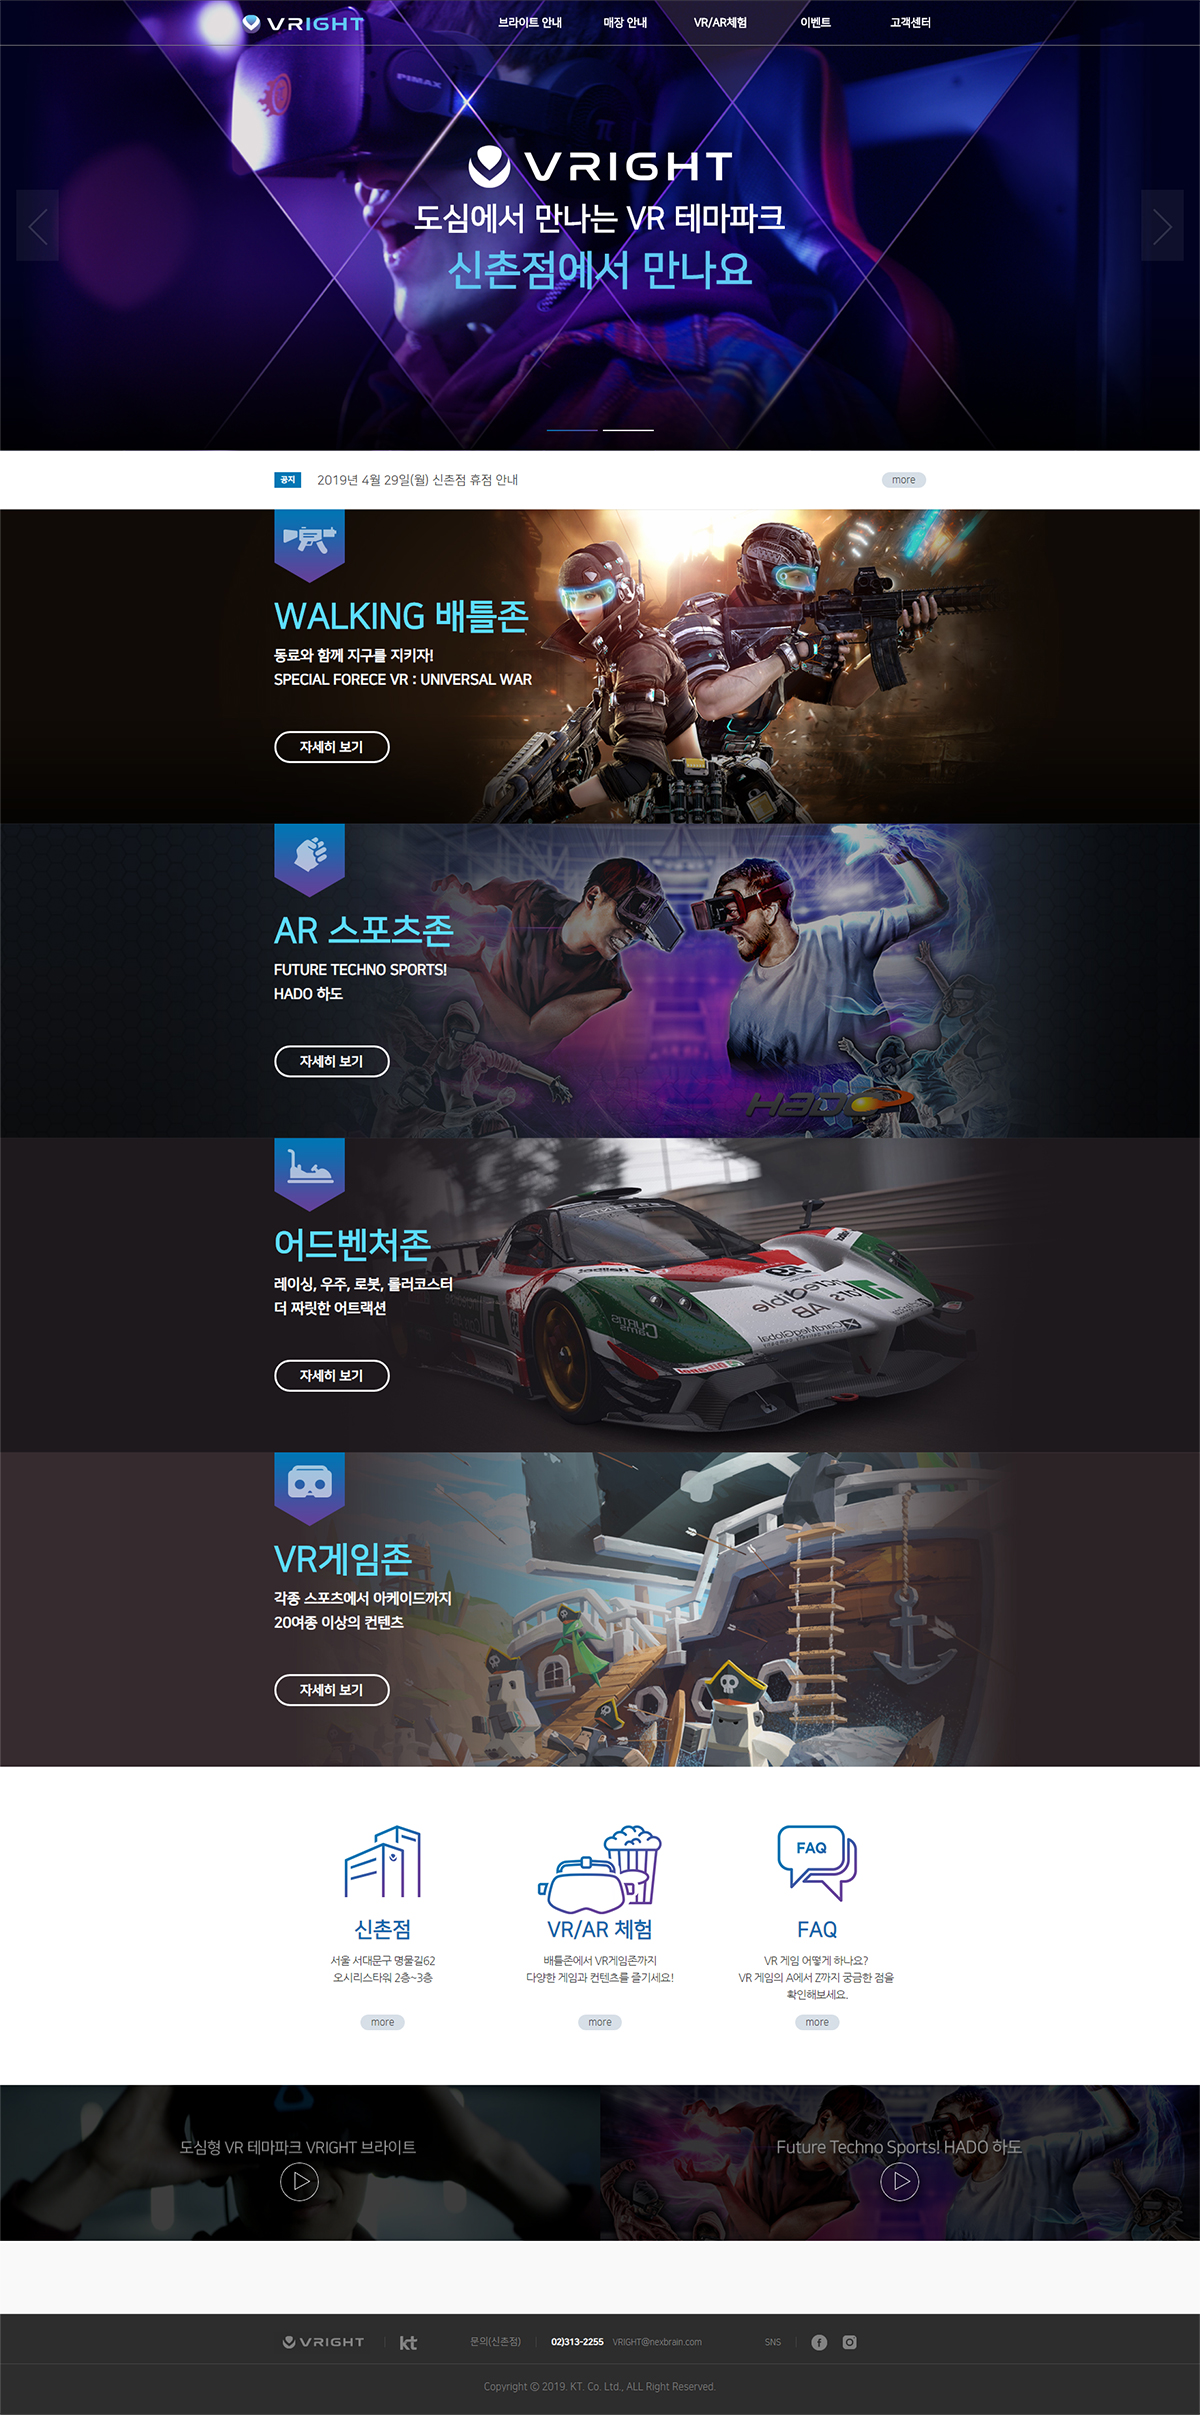 VRIGHT
브라이트 안내
매장 안내
VR/AR체험
이벤트
고객센터
PIMAX
VRIGHT
도심에서 만나는 VR 테마파크
신촌점에서 만나요
공지
2019년 4월 29일(월) 신촌점 휴점 안내
more
WALKING 배틀존
동료와 함께 지구를 지키자!
SPECIAL FORECE VR : UNIVERSAL WAR
자세히 보기
AR 스포츠존
FUTURE TECHNO SPORTS!
HADO 하도
자세히 보기
HADO
어드벤처존
레이싱, 우주, 로봇, 롤러코스터
더 짜릿한 어트랙션
자세히 보기
VR게임존
각종 스포츠에서 아케이드까지
20여종 이상의 컨텐츠
자세히 보기
신촌점
서울 서대문구 명물길62
오시리스타워 2층~3층
more
VR/AR 체험
배틀존에서 VR게임존까지
다양한 게임과 컨텐츠를 즐기세요!
more
FAQ
FAQ
VR 게임 어떻게 하나요?
VR 게임의 A에서 Z까지 궁금한 점을
확인해보세요.
more
도심형 VR 테마파크 VRIGHT 브라이트
Future Techno Sports! HADO 하도
VRIGHT
kt
문의(신촌점)
02)313-2255
VRIGHT@nexbrain.com
SNS
Copyright © 2019. KT. Co. Ltd., ALL Right Reserved.